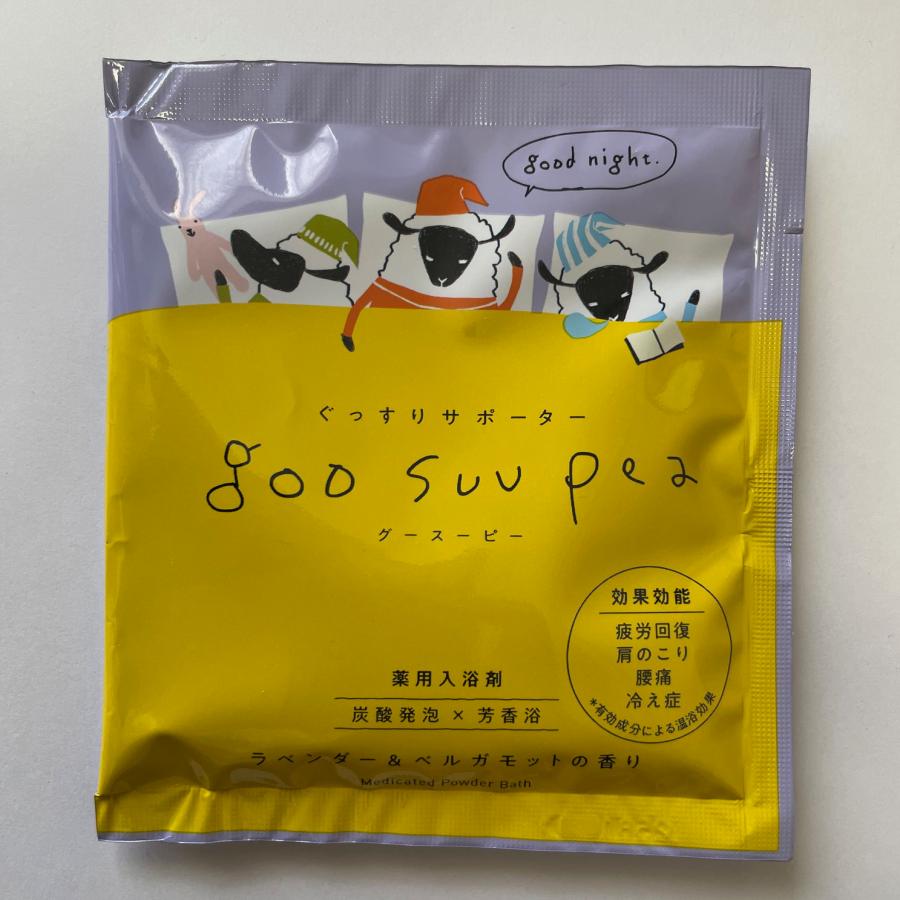 good night.
ぐっすりサポーター
goo suu pea
グースーピー
効果効能
疲労回復
肩のこり
腰痛
冷え症
*有効成分による温浴効果
薬用入浴剤
炭酸発泡 × 芳香浴
ラベンダー&ベルガモットの香り
Medicated Powder Bath